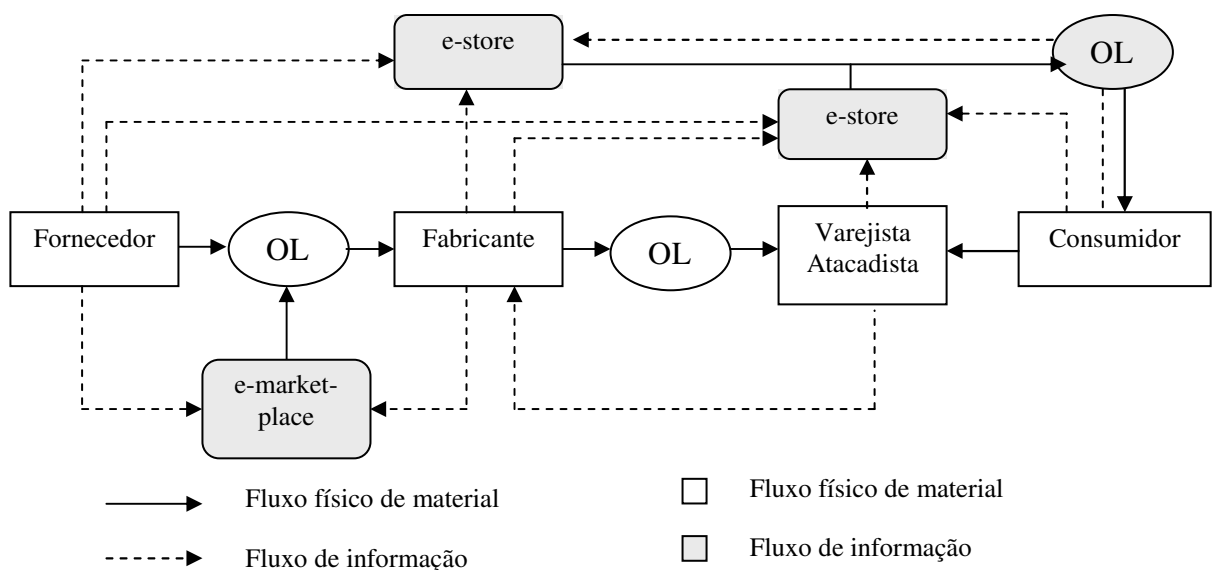 e-store
OL
e-store
Fornecedor
OL
Fabricante
OL
Varejista
Atacadista
Consumidor
e-market-
place
Fluxo físico de material
Fluxo físico de material
Fluxo de informação
Fluxo de informação